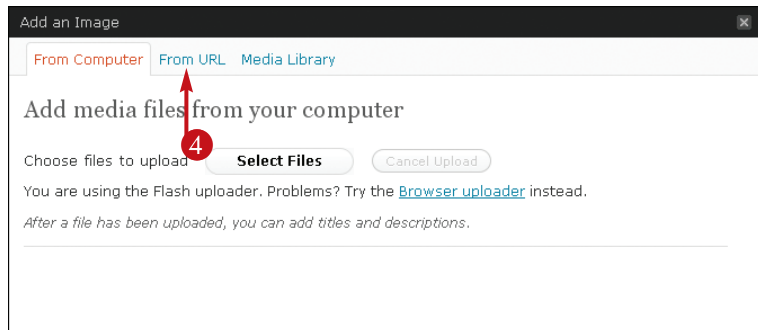 Add an Image
From Computer From URL Media Library
Add media files from your computer
4
Choose files to upload Select Files Cancel Upload
You are using the Flash uploader. Problems? Try the Browser uploader instead.
After a file has been uploaded, you can add titles and descriptions.